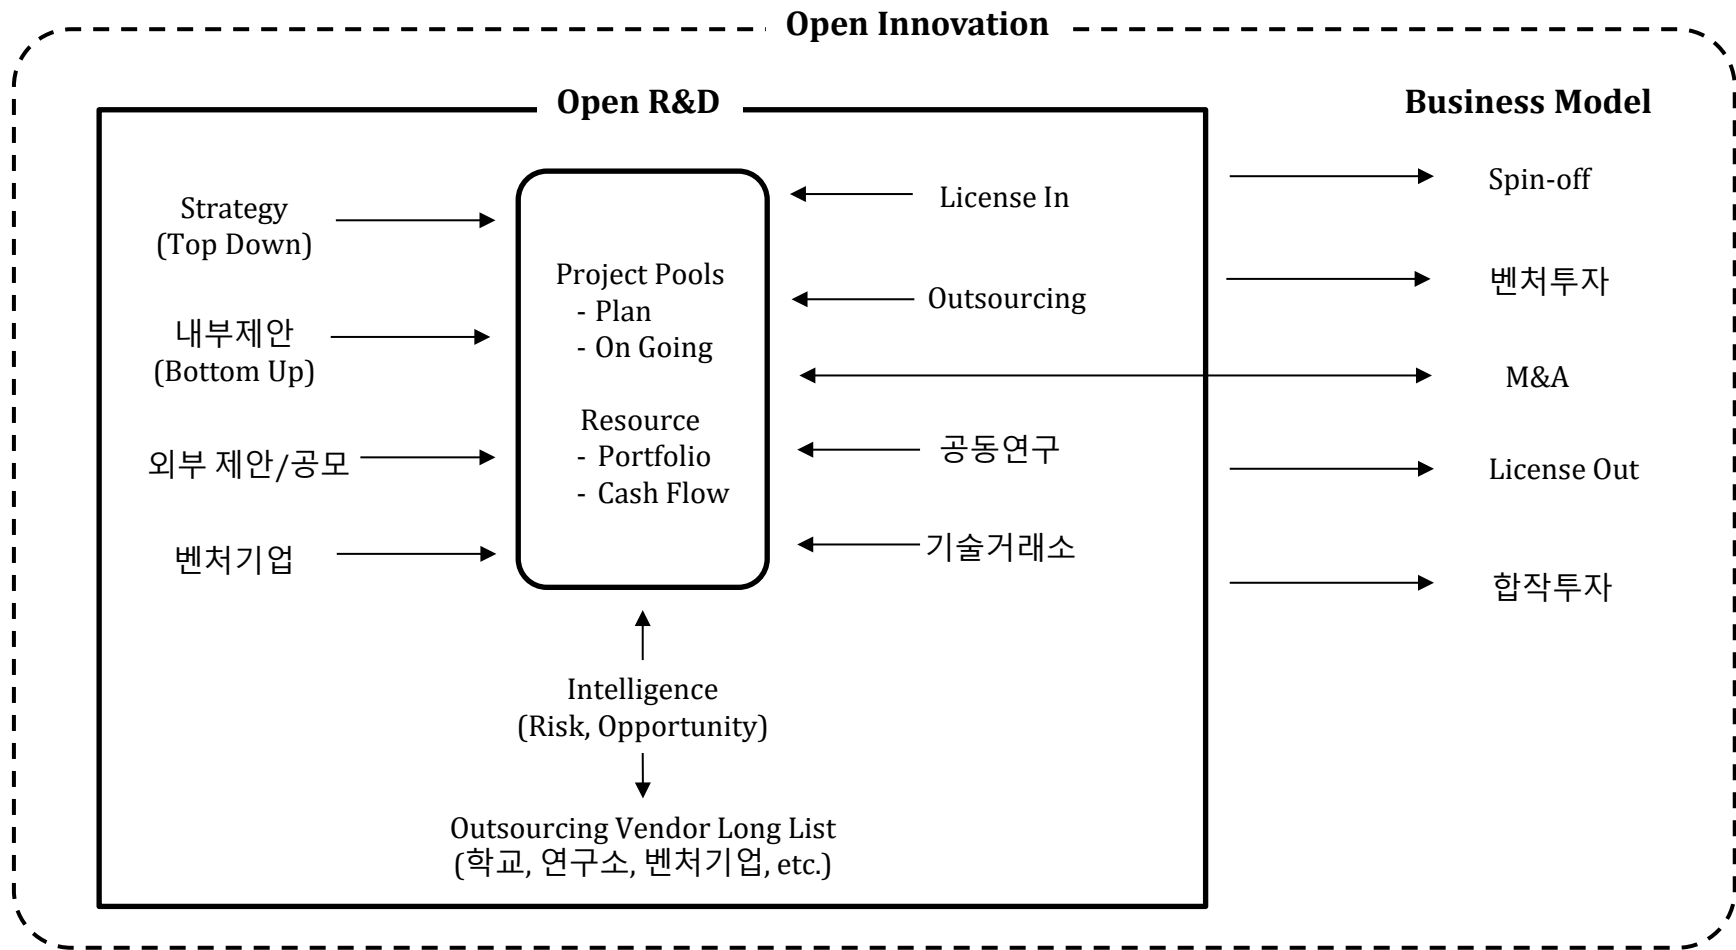 Open Innovation
Open R&D
Business Model
Strategy
(Top Down)
내부제안
(Bottom Up)
외부 제안/공모
벤처기업
Project Pools
- Plan
- On Going
Resource
- Portfolio
- Cash Flow
License In
Outsourcing
공동연구
기술거래소
Spin-off
벤처투자
M&A
License Out
합작투자
Intelligence
(Risk, Opportunity)
Outsourcing Vendor Long List
(학교, 연구소, 벤처기업, etc.)